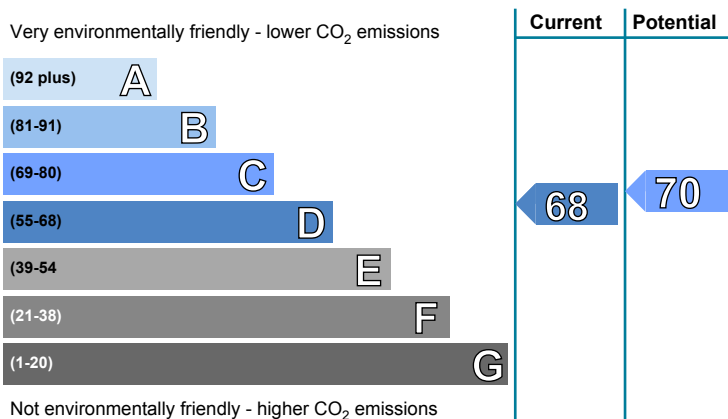 Current Potential
Very environmentally friendly - lower CO2 emissions
(92 plus) A
(81-91) B
(69-80) C
(55-68) D
68 70
(39-54 E
(21-38) F
(1-20) G
Not environmentally friendly - higher CO2 emissions